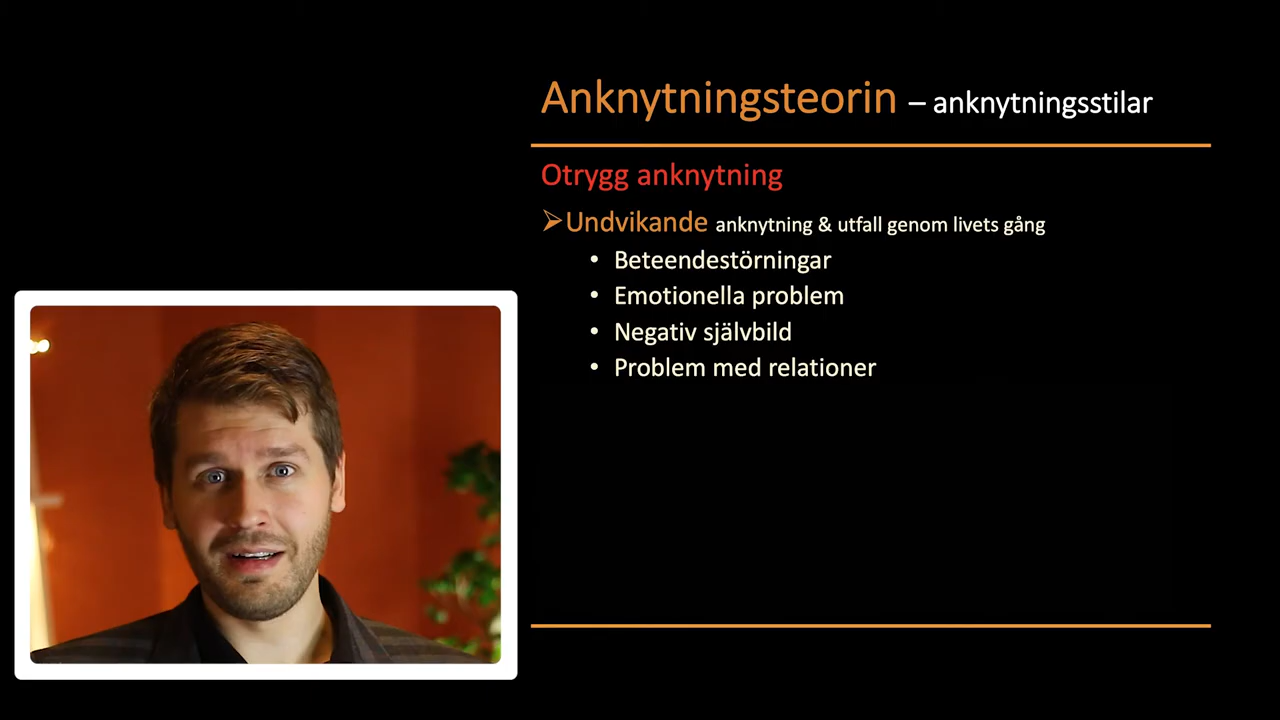 Anknytningsteorin – anknytningsstilar
Otrygg anknytning
➢Undvikande anknytning & utfall genom livets gång
• Beteendestörningar
• Emotionella problem
• Negativ självbild
• Problem med relationer